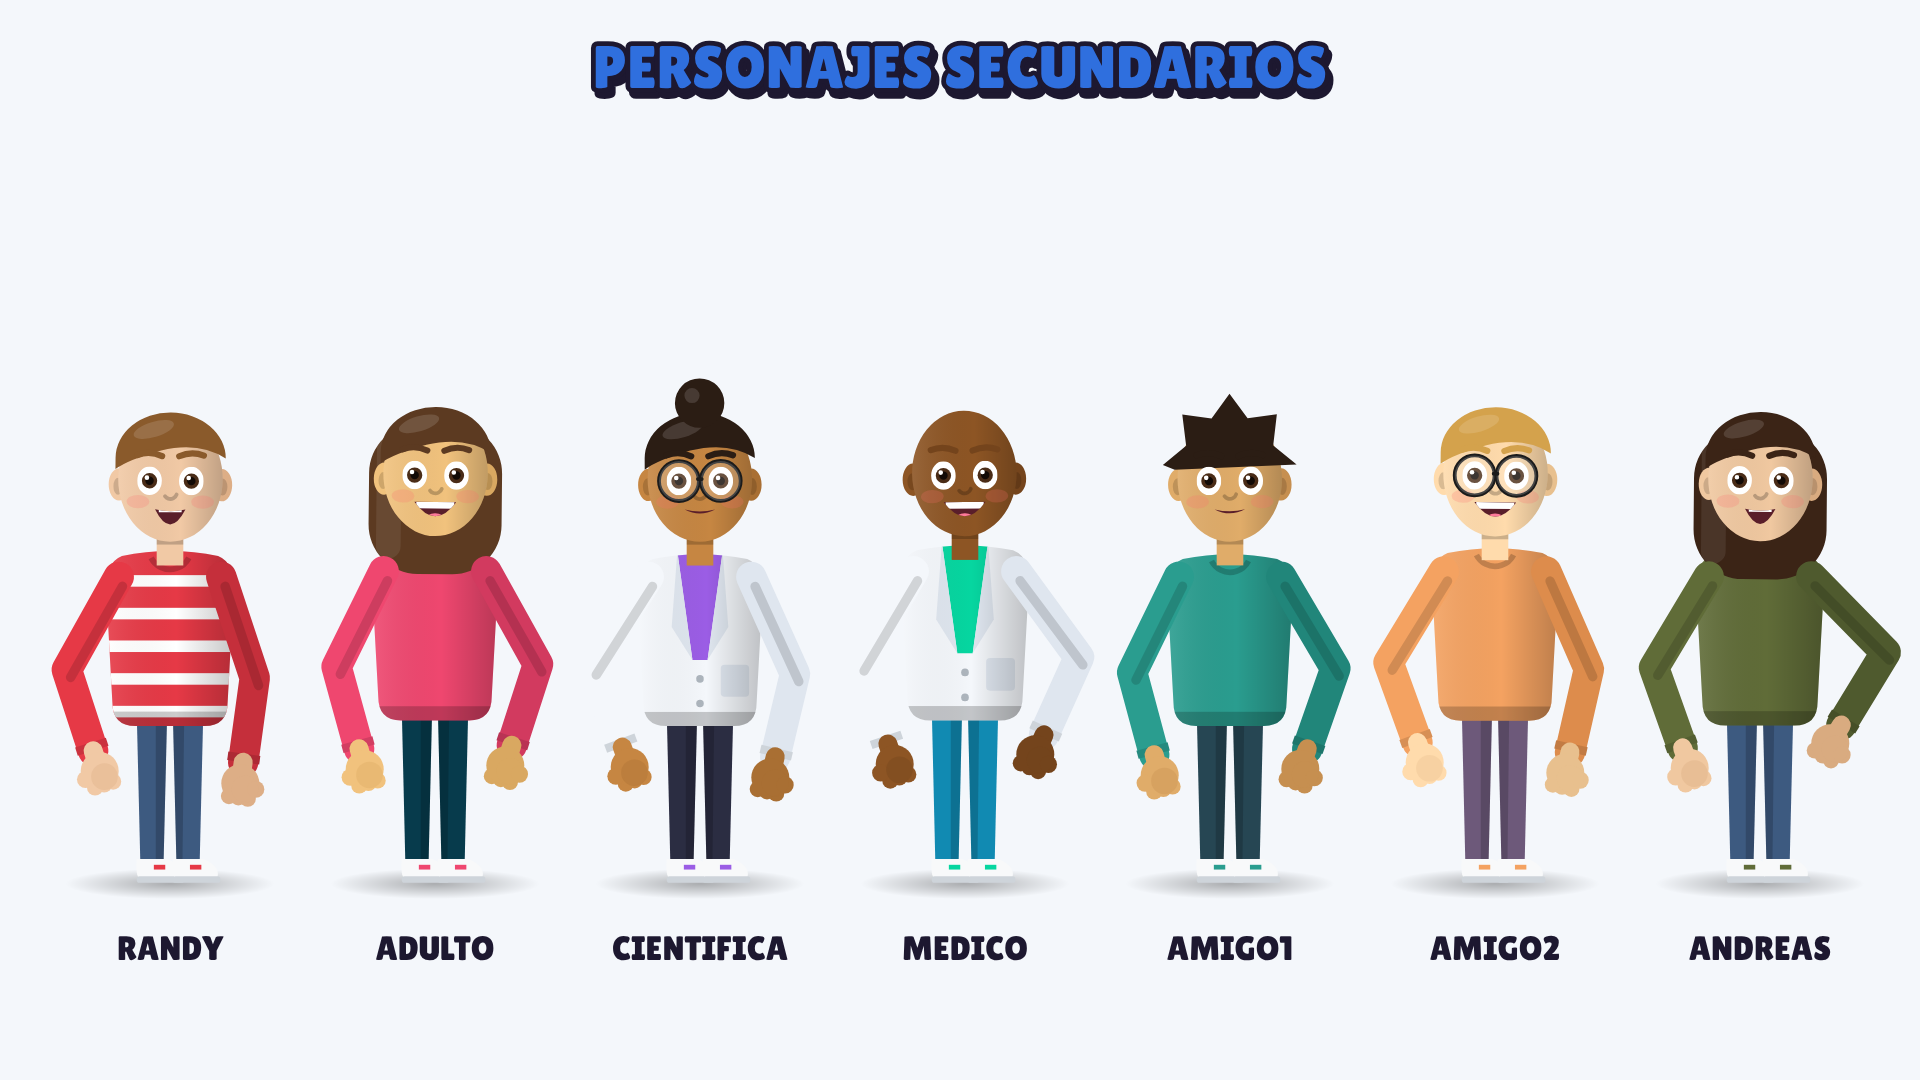 PERSONAJES SECUNDARIOS
RANDY
ADULTO
CIENTIFICA
MEDICO
AMIGO1
AMIGO2
ANDREAS